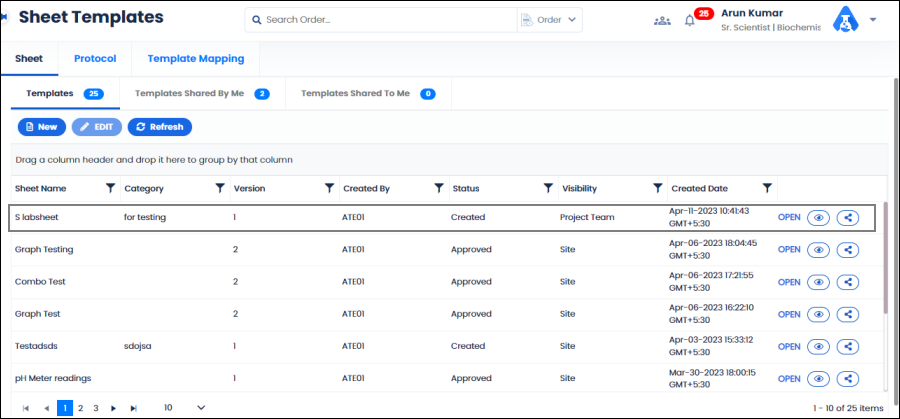 Sheet Templates
Search Order...
Order
25
Arun Kumar
Sr. Scientist | Biochemis
Sheet
Protocol
Template Mapping
Templates 25
Templates Shared By Me 2
Templates Shared To Me 0
New
EDIT
Refresh
Drag a column header and drop it here to group by that column
Sheet Name Category Version Created By Status Visibility Created Date
S labsheet for testing 1 ATE01 Created Project Team Apr-11-2023 10:41:43 GMT+5:30 OPEN
Graph Testing 2 ATE01 Approved Site Apr-06-2023 18:04:45 GMT+5:30 OPEN
Combo Test 2 ATE01 Approved Site Apr-06-2023 17:21:55 GMT+5:30 OPEN
Graph Test 2 ATE01 Approved Site Apr-06-2023 16:22:10 GMT+5:30 OPEN
Testadsds sdojsa 1 ATE01 Created Site Apr-03-2023 15:33:12 GMT+5:30 OPEN
pH Meter readings 1 ATE01 Approved Site Mar-30-2023 18:00:15 GMT+5:30 OPEN
1 2 3 10 1 - 10 of 25 items